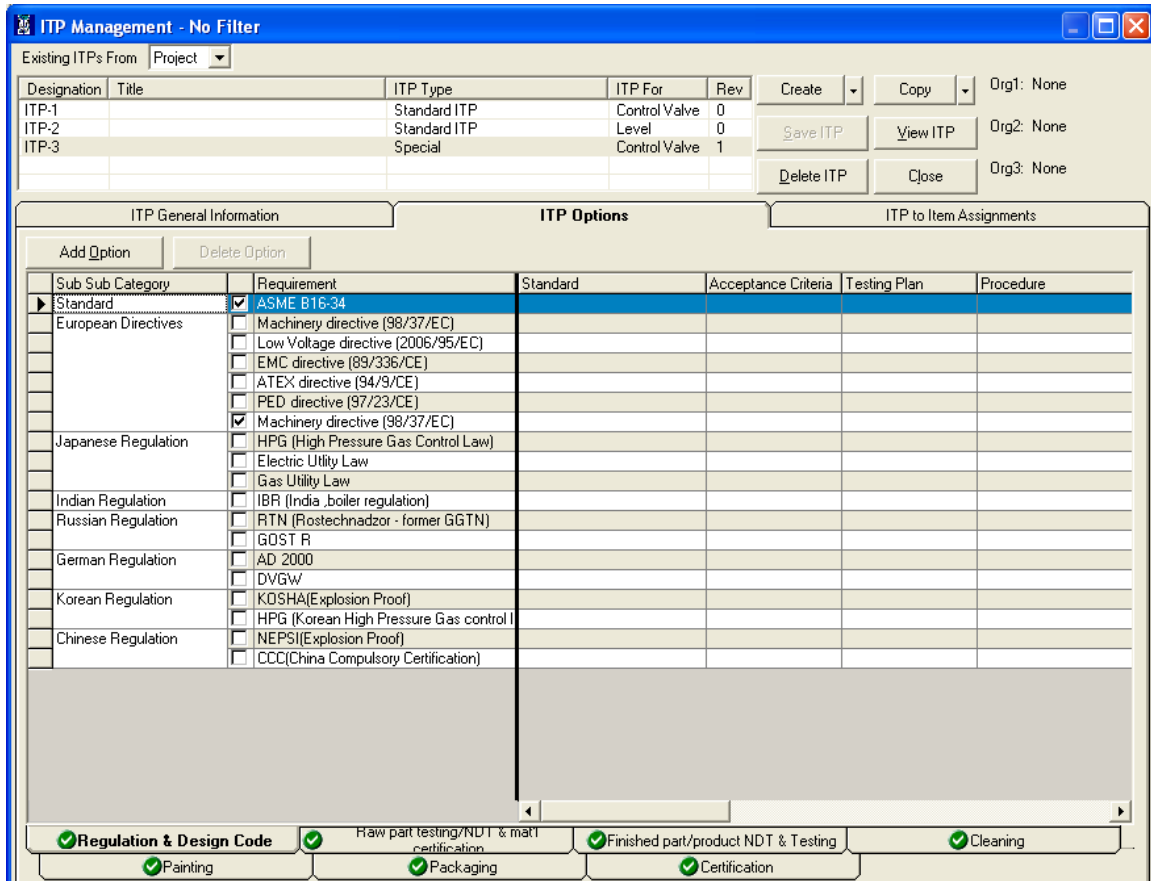 ITP Management - No Filter
Existing ITPs From Project
Designation Title ITP Type ITP For Rev
ITP-1 Standard ITP Control Valve 0
ITP-2 Standard ITP Level 0
ITP-3 Special Control Valve 1
Create Copy Org1: None
Save ITP View ITP Org2: None
Delete ITP Close Org3: None
ITP General Information ITP Options ITP to Item Assignments
Add Option Delete Option
Sub Sub Category Requirement Standard Acceptance Criteria Testing Plan Procedure
Standard ASME B16-34
European Directives Machinery directive (98/37/EC)
Low Voltage directive (2006/95/EC)
EMC directive (89/336/CE)
ATEX directive (94/9/CE)
PED directive (97/23/CE)
Machinery directive (98/37/EC)
Japanese Regulation HPG (High Pressure Gas Control Law)
Electric Utlity Law
Gas Utility Law
Indian Regulation IBR (India ,boiler regulation)
Russian Regulation RTN (Rostechnadzor - former GGTN)
GOST R
German Regulation AD 2000
DVGW
Korean Regulation KOSHA(Explosion Proof)
HPG (Korean High Pressure Gas control l
Chinese Regulation NEPSI(Explosion Proof)
CCC(China Compulsory Certification)
Regulation & Design Code Raw part testing/NDT & mat'l certification Finished part/product NDT & Testing Cleaning
Painting Packaging Certification